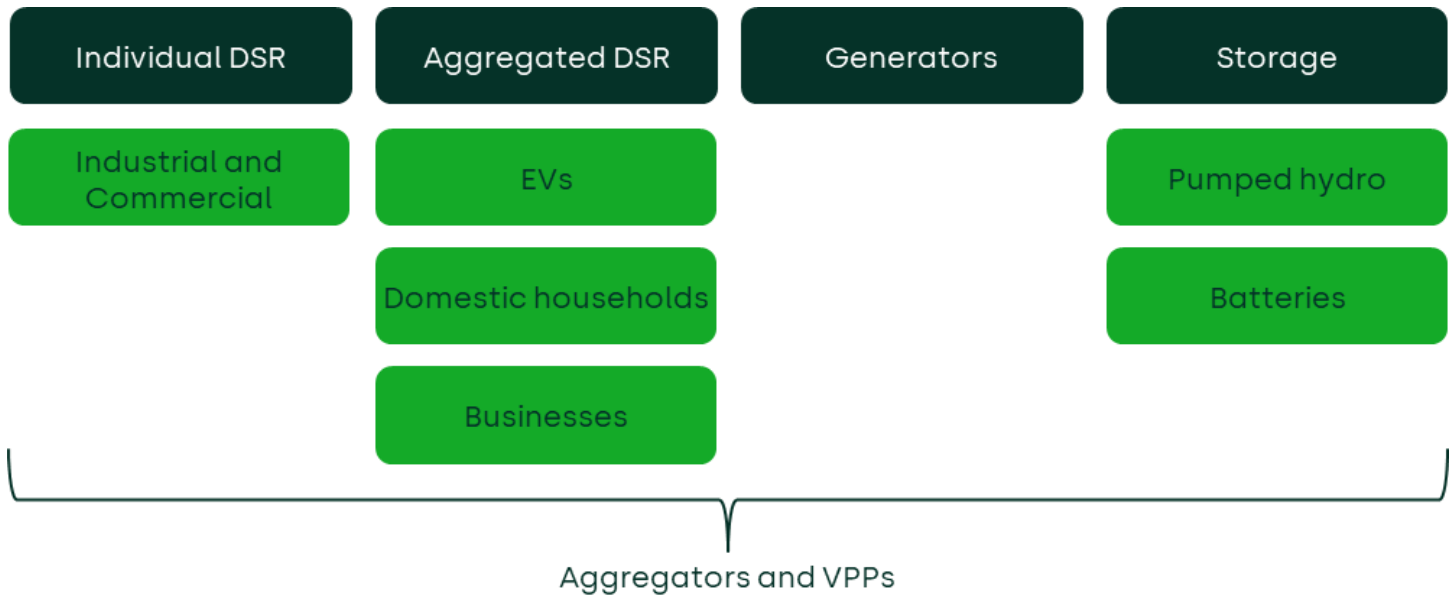 Individual DSR
Aggregated DSR
Generators
Storage
Industrial and
Commercial
EVs
Pumped hydro
Domestic households
Batteries
Businesses
Aggregators and VPPs